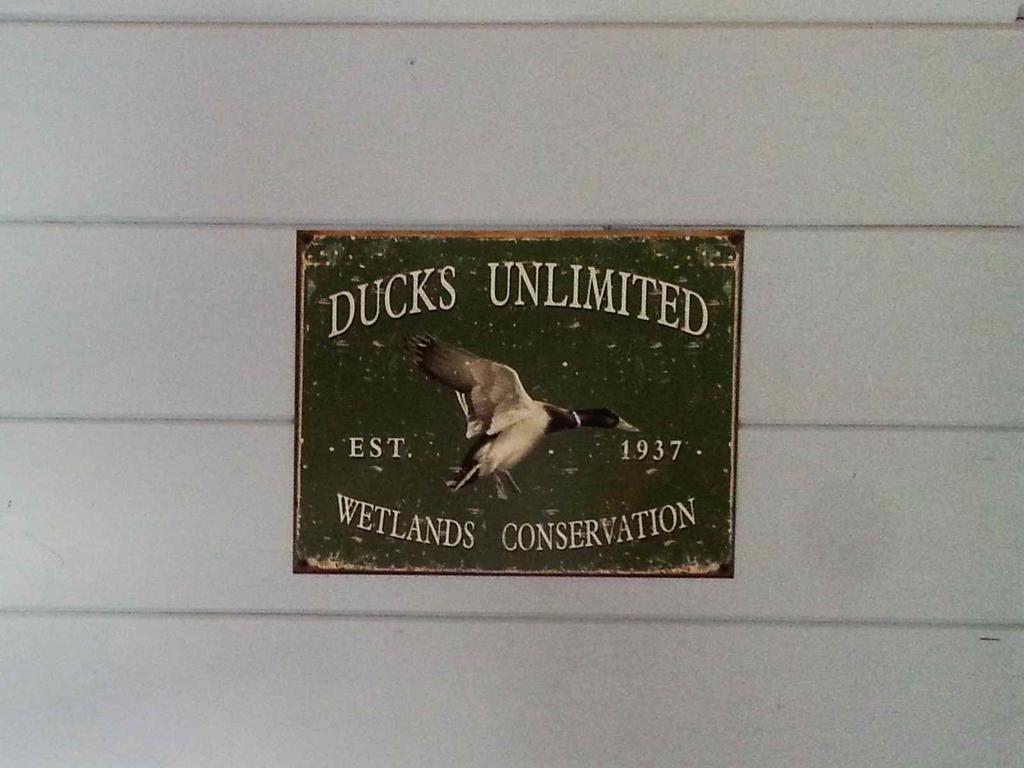 DUCKS UNLIMITED
· EST. · 1937 ·
WETLANDS CONSERVATION